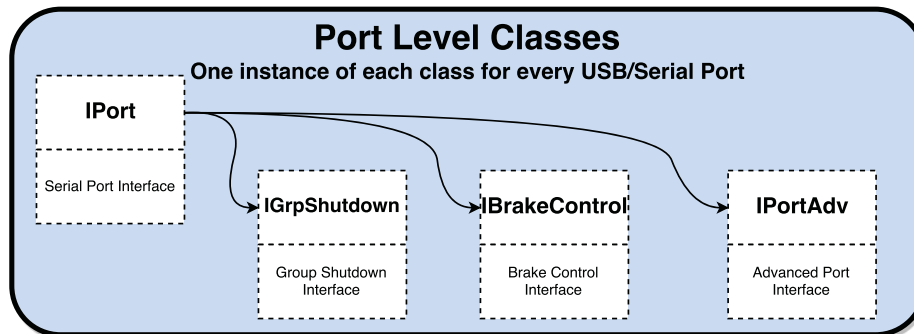 Port Level Classes
One instance of each class for every USB/Serial Port
IPort
Serial Port Interface
IGrpShutdown
Group Shutdown
Interface
IBrakeControl
Brake Control
Interface
IPortAdv
Advanced Port
Interface